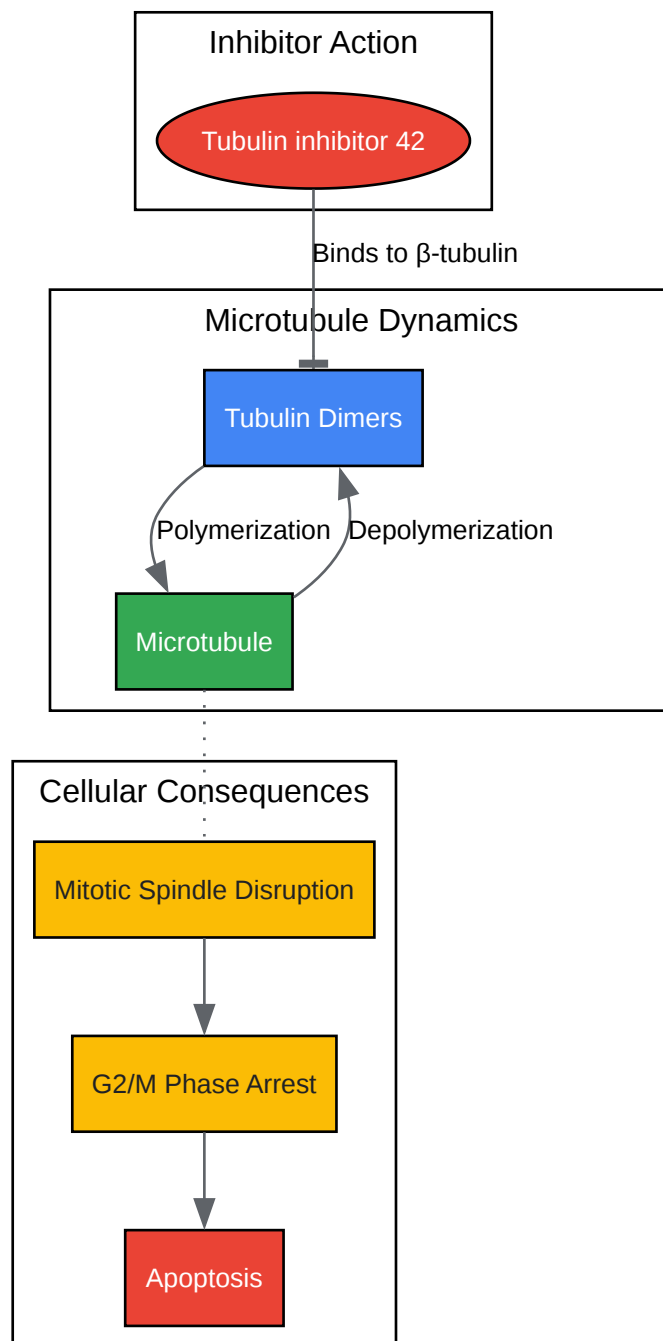 Inhibitor Action
Tubulin inhibitor 42
Binds to β-tubulin
Microtubule Dynamics
Tubulin Dimers
Polymerization
Depolymerization
Microtubule
Cellular Consequences
Mitotic Spindle Disruption
G2/M Phase Arrest
Apoptosis